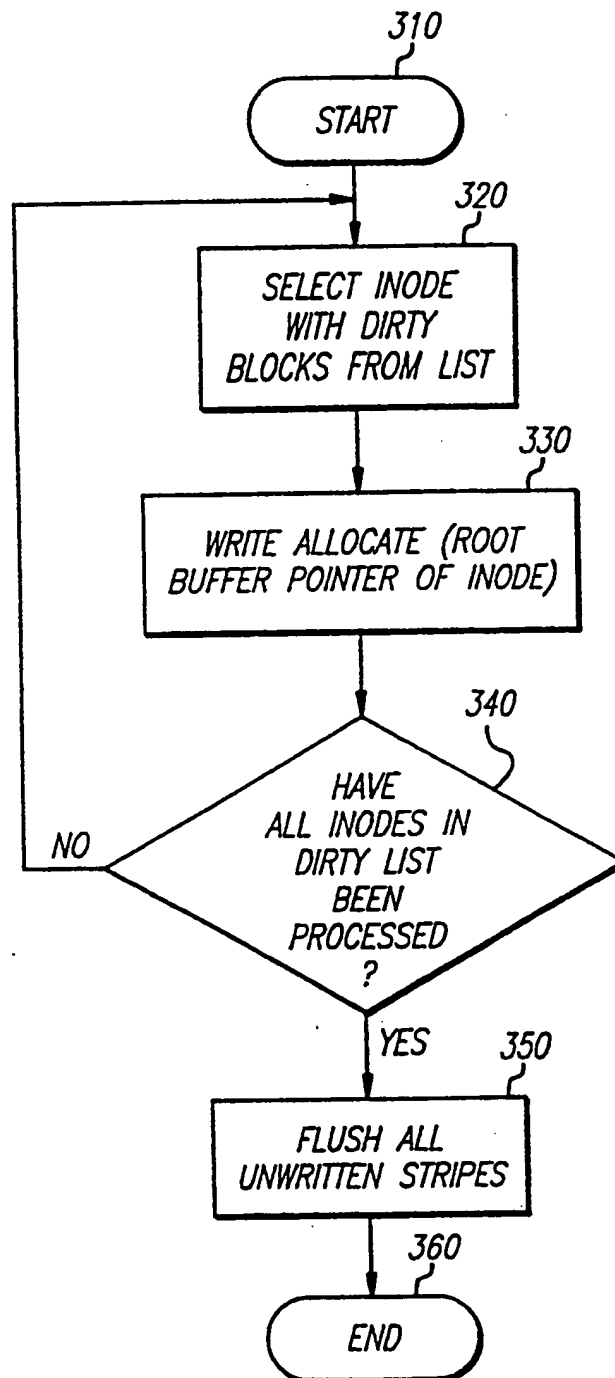 310
START
320
SELECT INODE
WITH DIRTY
BLOCKS FROM LIST
330
WRITE ALLOCATE (ROOT
BUFFER POINTER OF INODE)
340
HAVE
ALL INODES IN
DIRTY LIST
BEEN
PROCESSED
?
NO
YES
350
FLUSH ALL
UNWRITTEN STRIPES
360
END